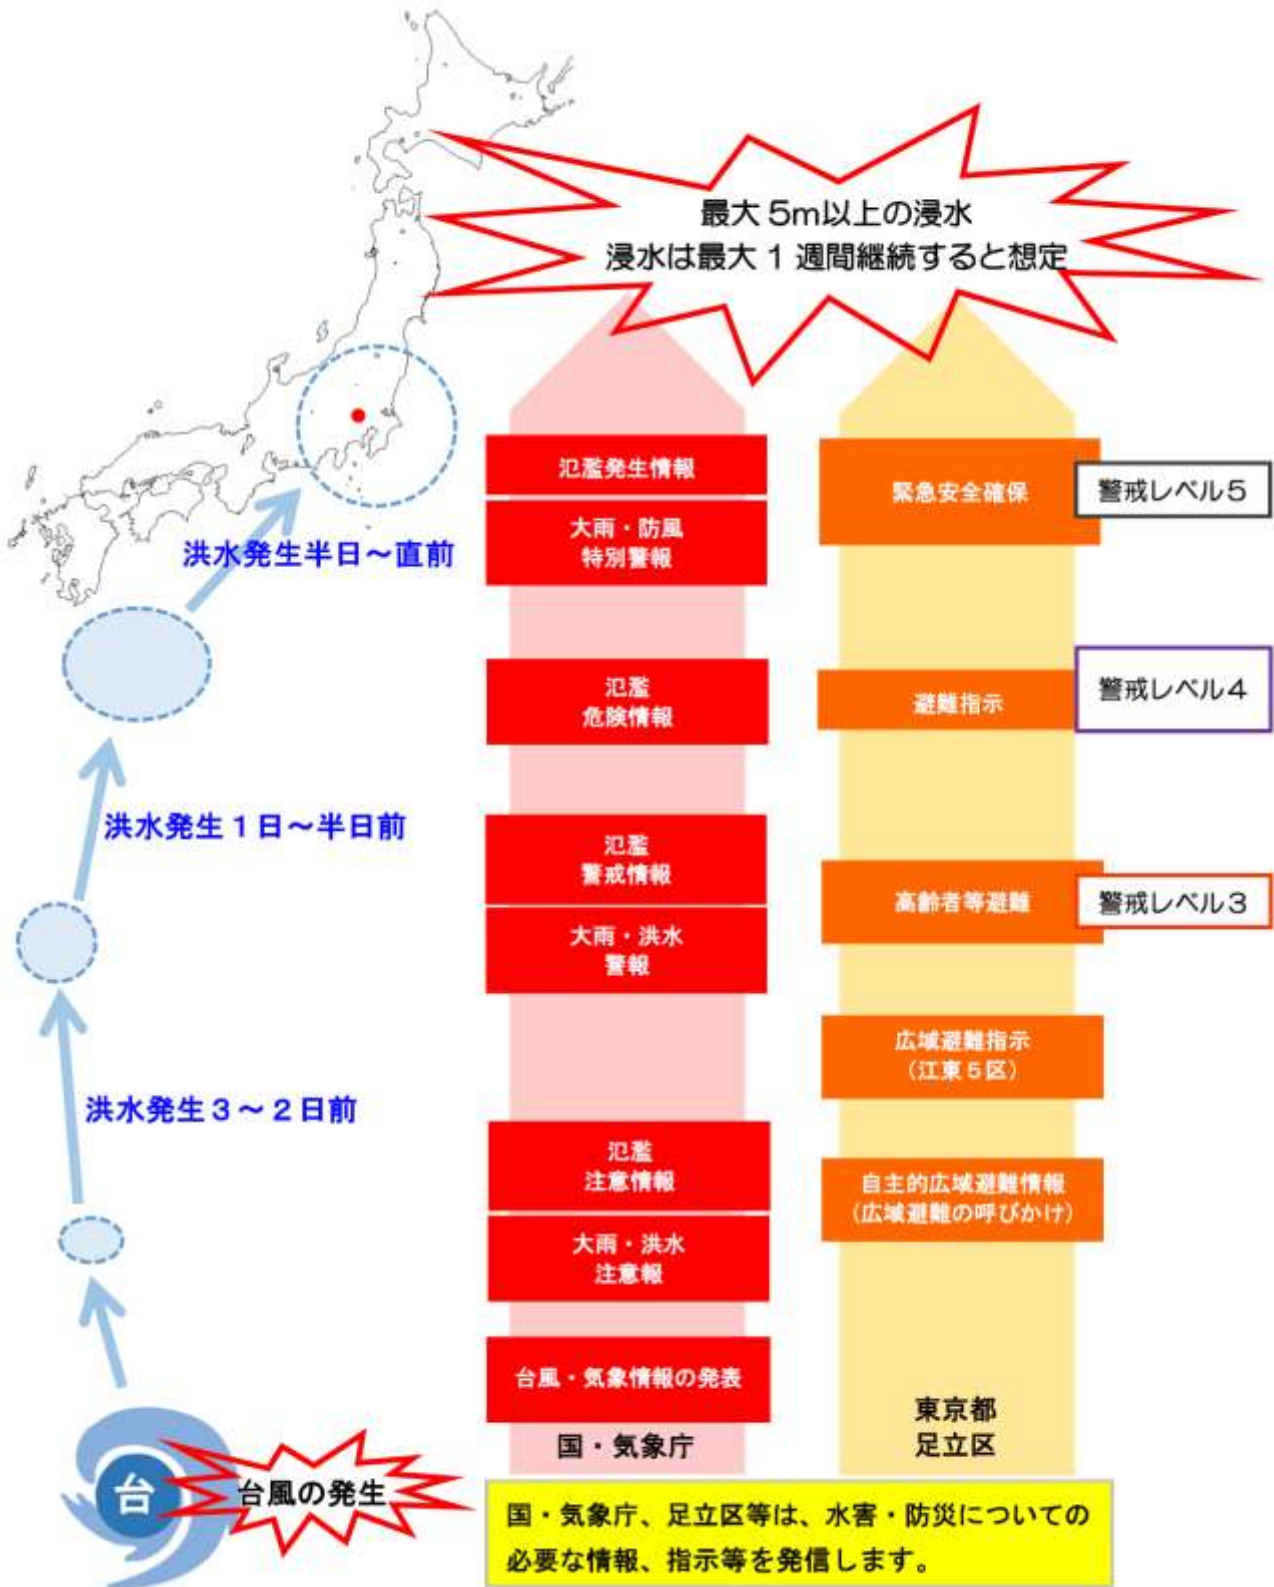 最大 5m以上の浸水
浸水は最大 1 週間継続すると想定
氾濫発生情報
緊急安全確保
警戒レベル5
大雨・防風
特別警報
洪水発生半日～直前
氾濫
危険情報
避難指示
警戒レベル4
洪水発生1日～半日前
氾濫
警戒情報
高齢者等避難
警戒レベル3
大雨・洪水
警報
広域避難指示
(江東5区)
洪水発生3～2日前
氾濫
注意情報
自主的広域避難情報
(広域避難の呼びかけ)
大雨・洪水
注意報
台風・気象情報の発表
東京都
足立区
国・気象庁
台
台風の発生
国・気象庁、足立区等は、水害・防災についての
必要な情報、指示等を発信します。